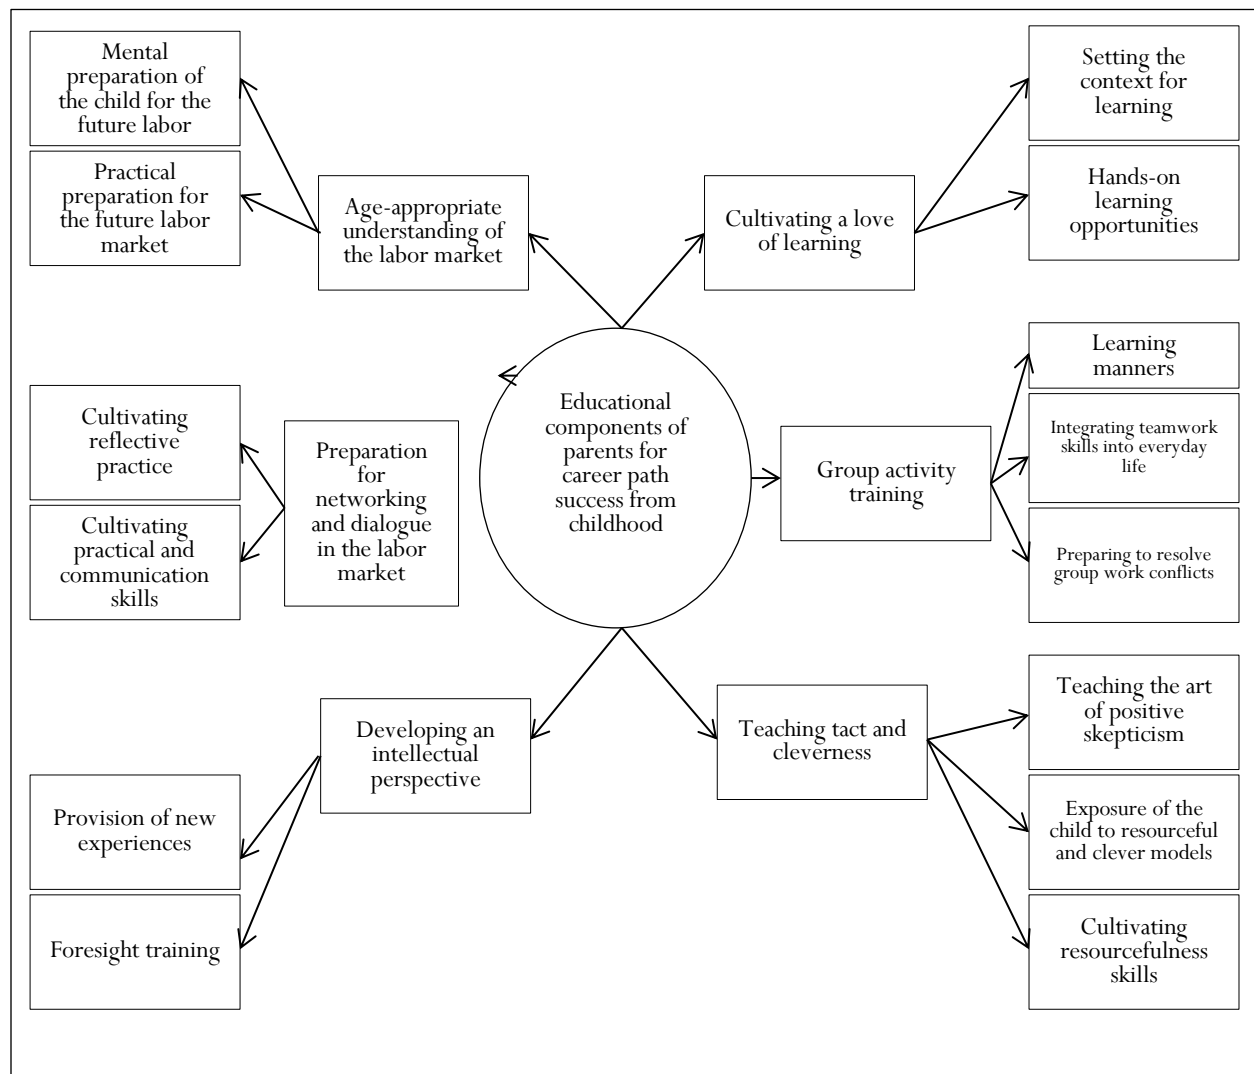 Mental
preparation of
the child for the
future labor
Practical
preparation for
the future labor
market
Age-appropriate
understanding of
the labor market
Cultivating a love
of learning
Setting the
context for
learning
Hands-on
learning
opportunities
Cultivating
reflective
practice
Cultivating
practical and
communication
skills
Preparation
for
networking
and dialogue
in the labor
market
Educational
components of
parents for
career path
success from
childhood
Group activity
training
Learning
manners
Integrating teamwork
skills into everyday
life
Preparing to resolve
group work conflicts
Developing an
intellectual
perspective
Provision of new
experiences
Foresight training
Teaching tact and
cleverness
Teaching the art
of positive
skepticism
Exposure of the
child to resourceful
and clever models
Cultivating
resourcefulness
skills